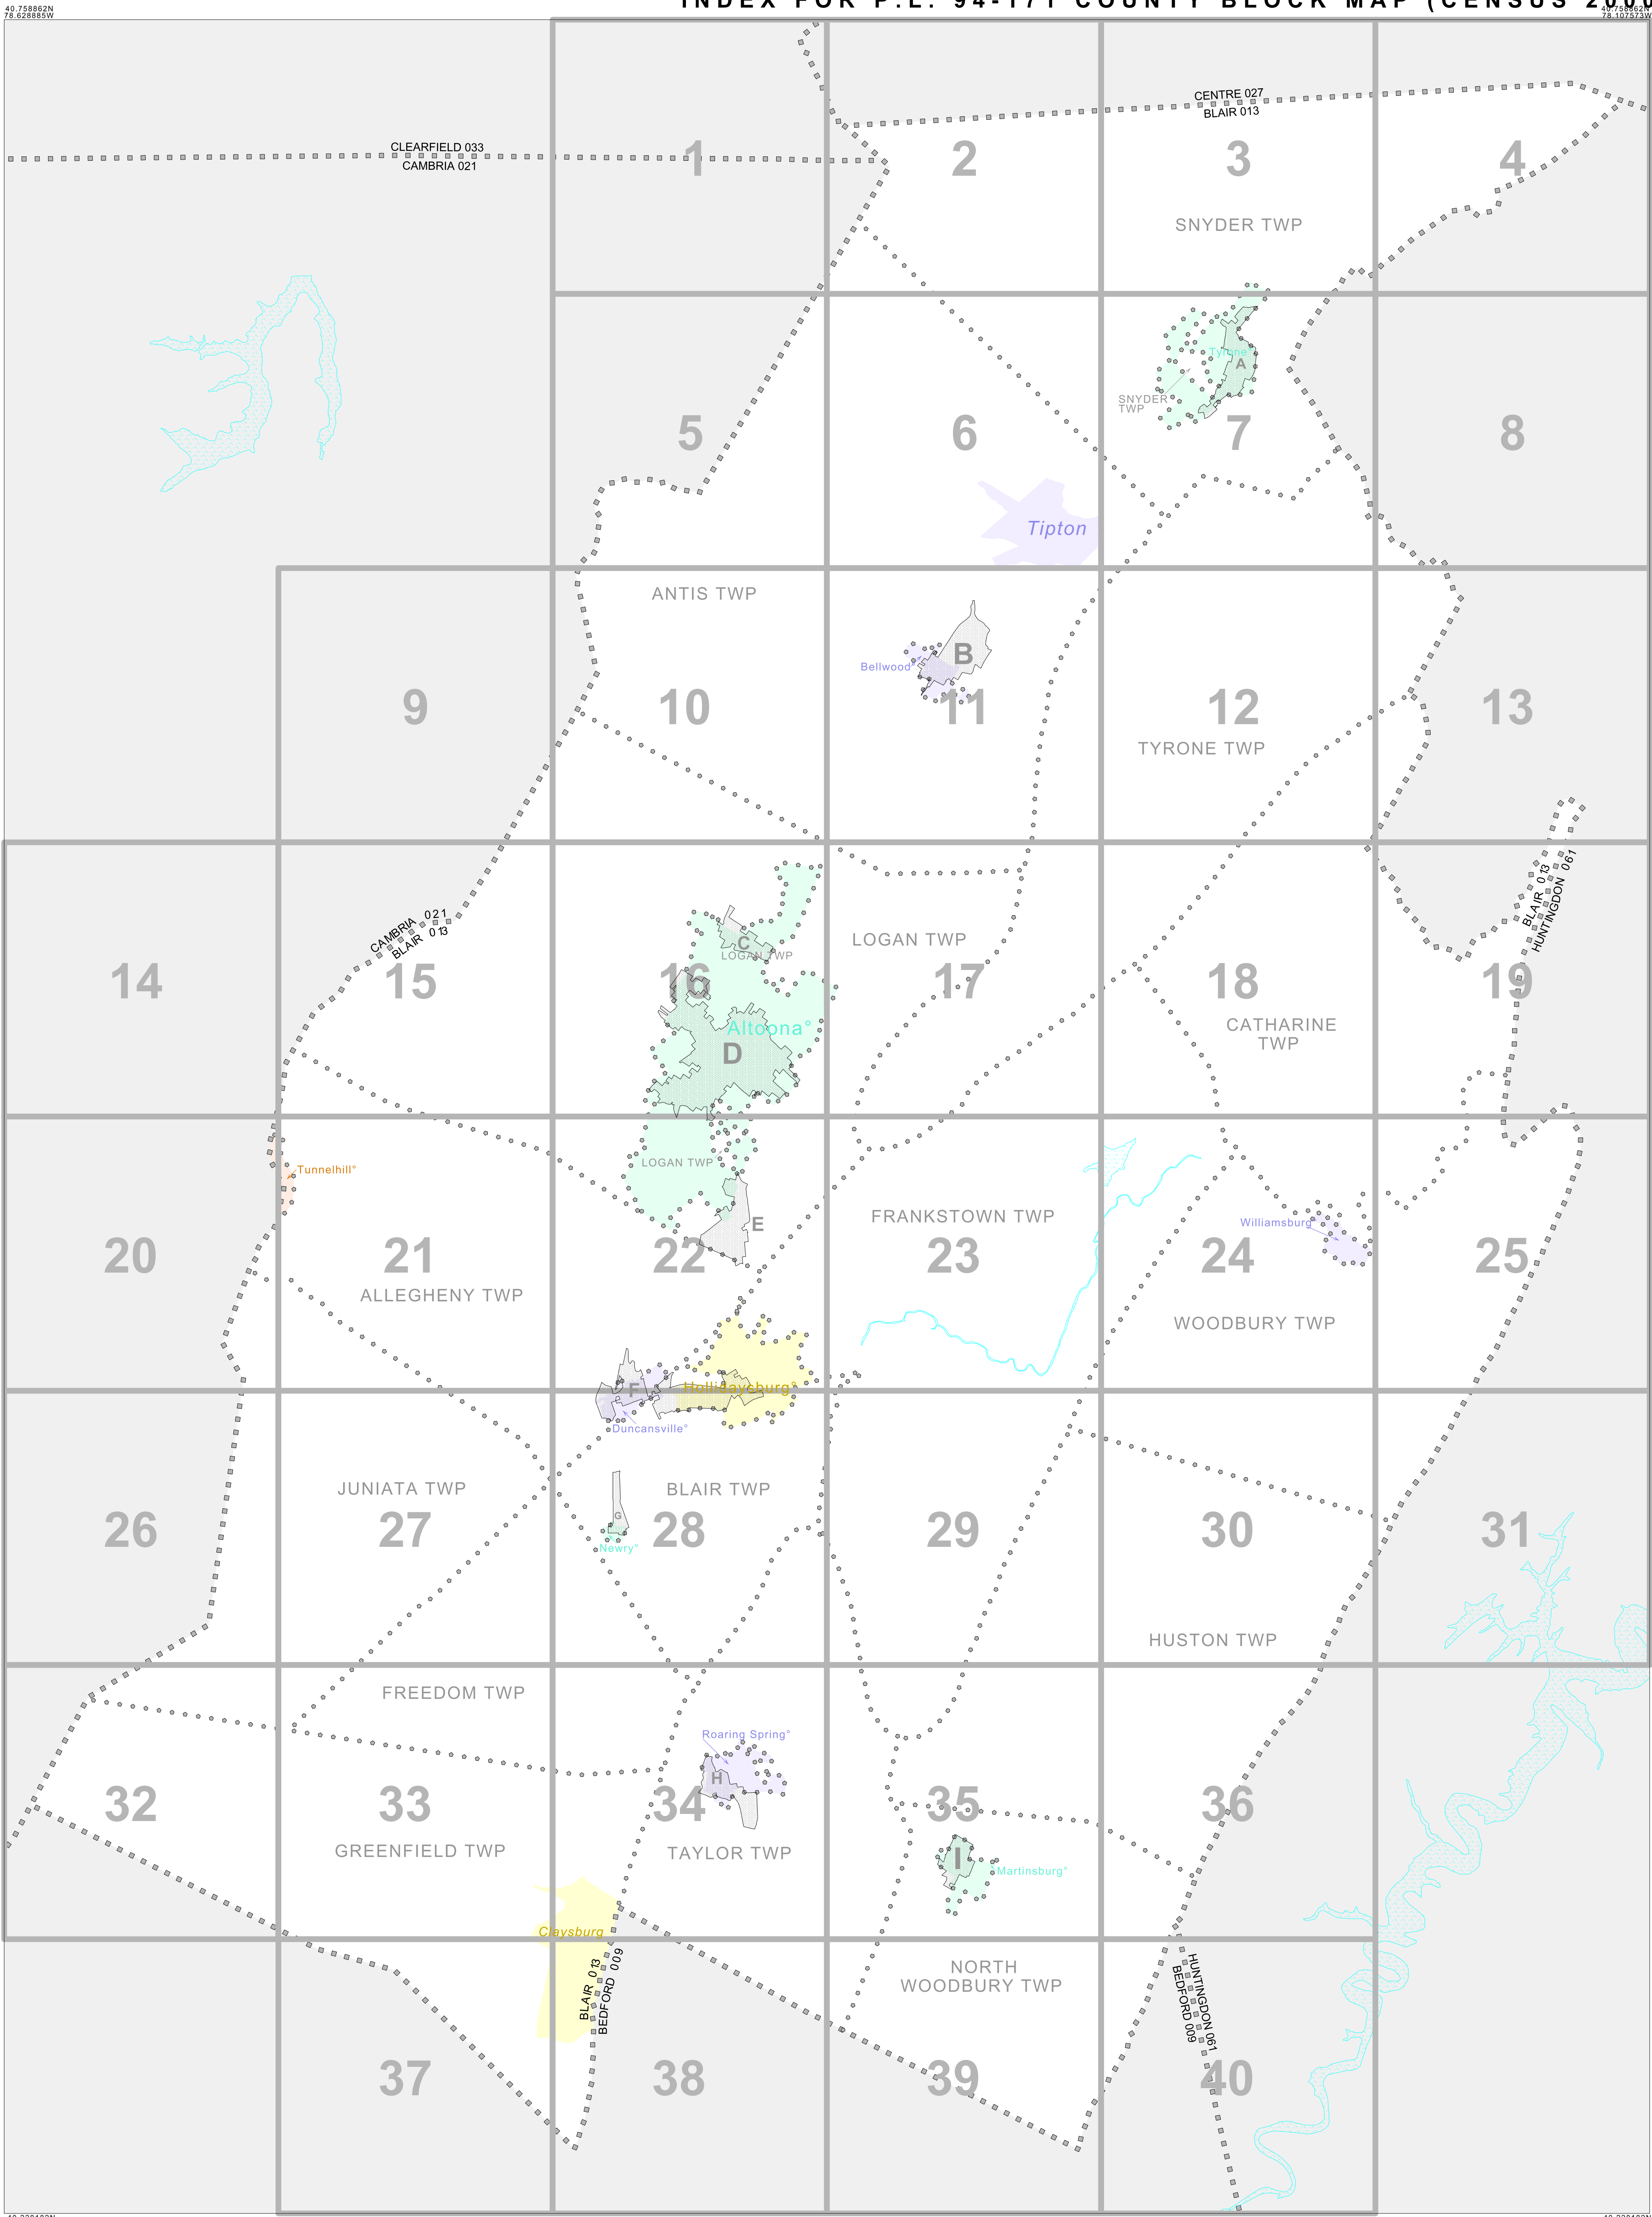 INDEX FOR P.L. 94-171 COUNTY BLOCK MAP (CENSUS 2000
40.758862N
78.628885W
40.758862N
78.107573W
CENTRE 027
BLAIR 013
CLEARFIELD 033
CAMBRIA 021
1
2
3
4
SNYDER TWP
Tyrone°
A
SNYDER
TWP
5
6
7
8
Tipton
ANTIS TWP
B
Bellwood°
9
10
11
12
13
TYRONE TWP
BLAIR 013
HUNTINGDON 061
CAMBRIA 021
BLAIR 013
C
LOGAN TWP
LOGAN TWP
14
15
16
17
18
19
Altoona°
CATHARINE
TWP
D
LOGAN TWP
Tunnelhill°
FRANKSTOWN TWP
E
Williamsburg
20
21
22
23
24
25
ALLEGHENY TWP
WOODBURY TWP
F
Hollidaysburg°
Duncansville°
JUNIATA TWP
BLAIR TWP
G
26
27
28
29
30
31
Newry°
HUSTON TWP
FREEDOM TWP
Roaring Spring°
H
32
33
34
35
36
GREENFIELD TWP
TAYLOR TWP
I
Martinsburg°
Claysburg
BLAIR 013
BEDFORD 009
NORTH
WOODBURY TWP
HUNTINGDON 061
BEDFORD 009
37
38
39
40